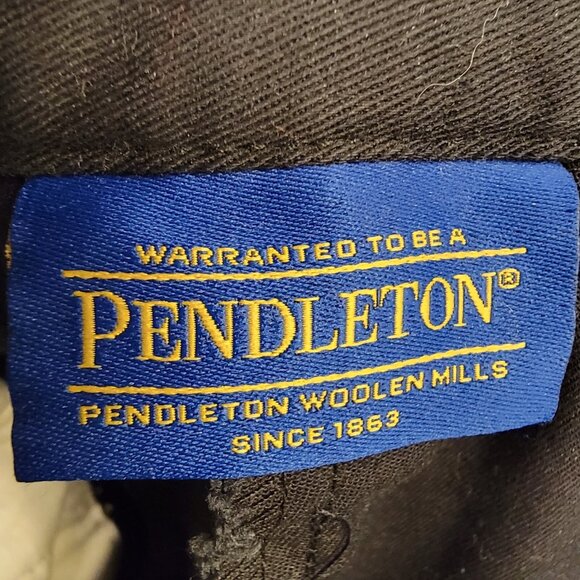 WARRANTED TO BE A
PENDLETON®
PENDLETON WOOLEN MILLS
SINCE 1863